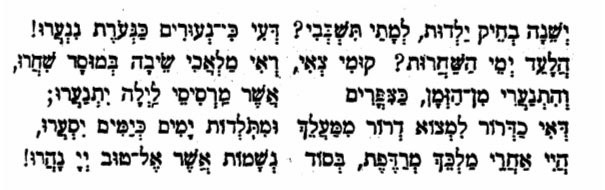 יְשֵׁנָה בְחֵיק יַלְדוּת, לְמָתַי תִּשְׁכְּבִי? דְּעִי כִּי־נְעוּרִים כַּנְּעֹרֶת נִנְעָרוּ!
הֲלָעַד יְמֵי הַשַּׁחֲרוּת? קוּמִי צְאִי, רְאִי מַלְאֲכֵי שֵׂיבָה בְּמוּסָר שִׁחֲרוּ,
וְהִתְנַעֲרִי מִן־הַזְּמָן, כַּצִּפֳּרִים אֲשֶׁר מֵרְסִיסֵי לַיְלָה יִתְנַעֲרוּ;
דְּאִי כַדְּרוֹר לִמְצוֹא דְרוֹר מִמַּעֲלֵךְ וּמִתּוֹלְדוֹת יָמִים כְּיַמִּים יִסְעֲרוּ,
הֲיִי אַחֲרֵי מַלְכֵּךְ מְרַדֶּפֶת, בְּסוֹד נְשָׁמוֹת אֲשֶׁר אֶל־טוּב יְיָ נָהֲרוּ!